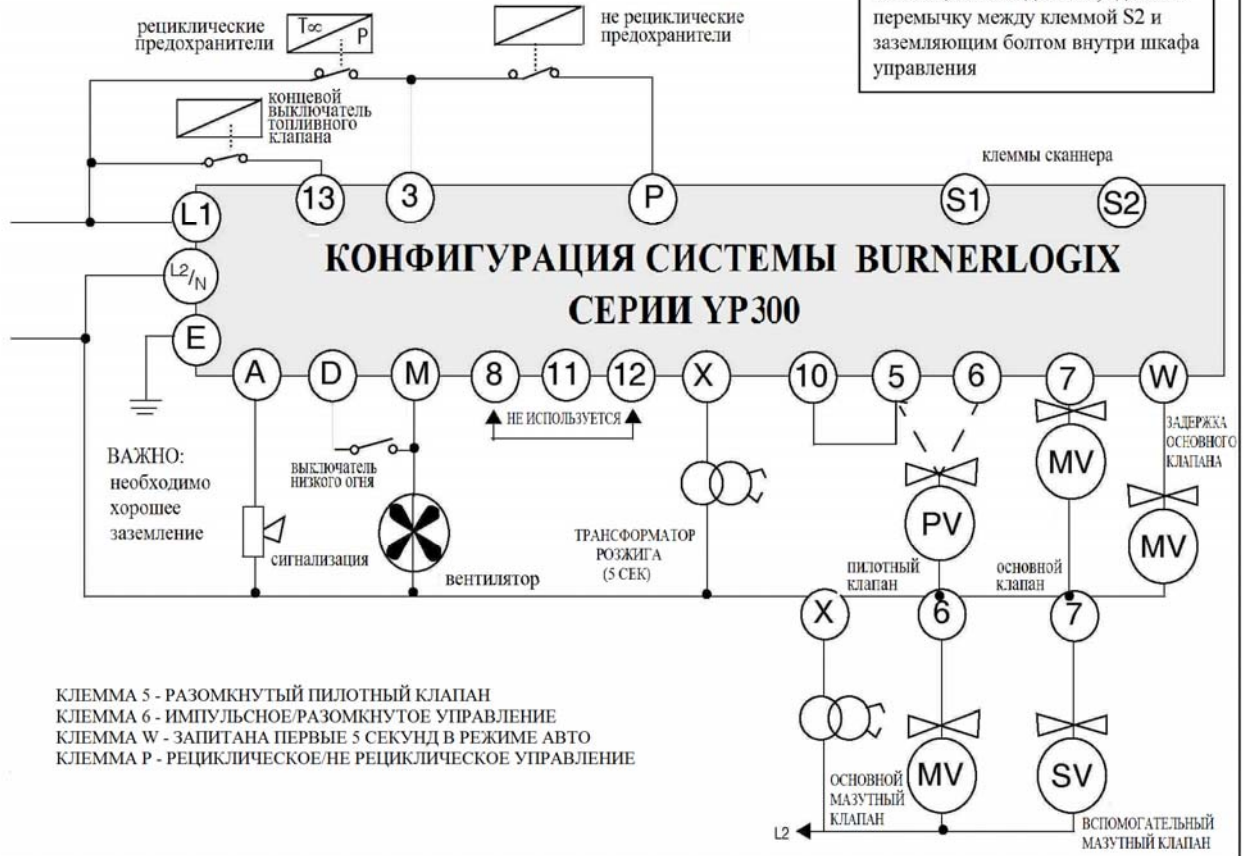 рециклические
предохранители
T∝
P
не рециклические
предохранители
перемычку между клеммой S2 и
заземляющим болтом внутри шкафа
управления
концевой
выключатель
топливного
клапана
клеммы сканнера
L1
13
3
P
S1
S2
L2/N
E
КОНФИГУРАЦИЯ СИСТЕМЫ BURNERLOGIX
СЕРИИ YP300
A
D
M
8
11
12
X
10
5
6
7
W
НЕ ИСПОЛЬЗУЕТСЯ
ВАЖНО:
необходимо
хорошее
заземление
выключатель
низкого огня
сигнализация
вентилятор
ТРАНСФОРМАТОР
РОЗЖИГА
(5 СЕК)
PV
пилотный
клапан
MV
основной
клапан
ЗАДЕРЖКА
ОСНОВНОГО
КЛАПАНА
MV
X
6
7
КЛЕММА 5 - РАЗОМКНУТЫЙ ПИЛОТНЫЙ КЛАПАН
КЛЕММА 6 - ИМПУЛЬСНОЕ/РАЗОМКНУТОЕ УПРАВЛЕНИЕ
КЛЕММА W - ЗАПИТАНА ПЕРВЫЕ 5 СЕКУНД В РЕЖИМЕ АВТО
КЛЕММА P - РЕЦИКЛИЧЕСКОЕ/НЕ РЕЦИКЛИЧЕСКОЕ УПРАВЛЕНИЕ
ОСНОВНОЙ
МАЗУТНЫЙ
КЛАПАН
MV
SV
L2
ВСПОМОГАТЕЛЬНЫЙ
МАЗУТНЫЙ КЛАПАН